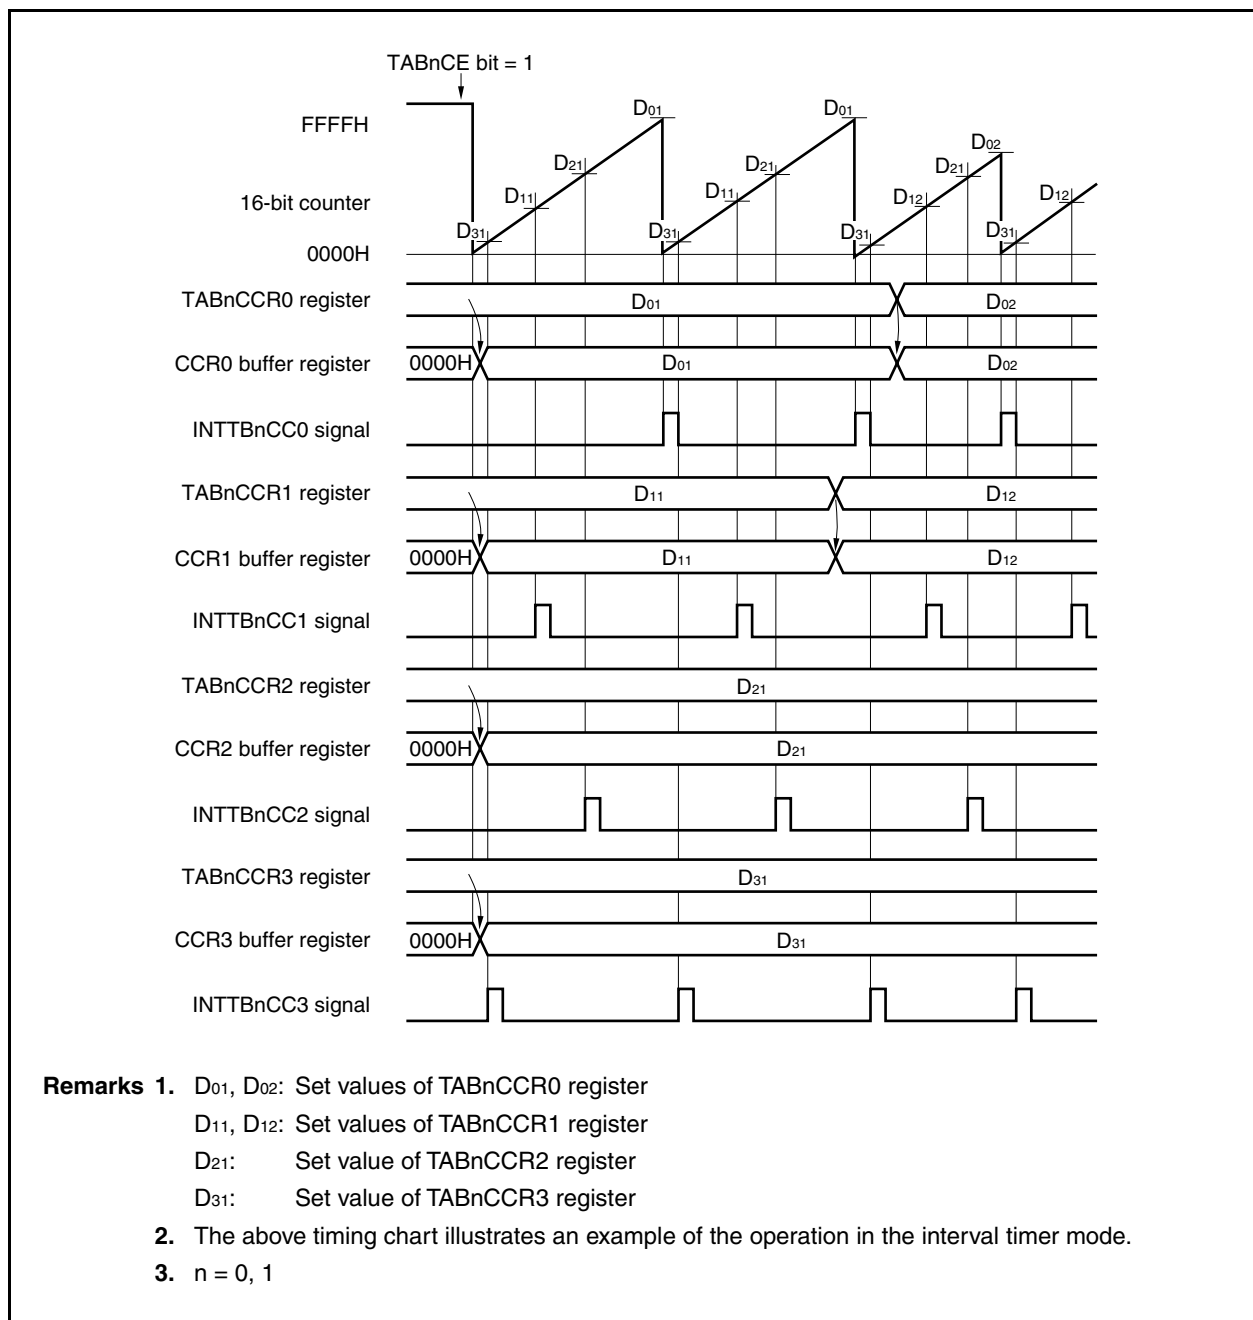 TABnCE bit = 1
FFFFH
D01 D01
D02
D21 D21 D21
16-bit counter
D11 D11 D12 D12
D31 D31 D31 D31
0000H
TABnCCR0 register D01 D02
CCR0 buffer register 0000H D01 D02
INTTBnCC0 signal
TABnCCR1 register D11 D12
CCR1 buffer register 0000H D11 D12
INTTBnCC1 signal
TABnCCR2 register D21
CCR2 buffer register 0000H D21
INTTBnCC2 signal
TABnCCR3 register D31
CCR3 buffer register 0000H D31
INTTBnCC3 signal
Remarks 1. D01, D02: Set values of TABnCCR0 register
D11, D12: Set values of TABnCCR1 register
D21: Set value of TABnCCR2 register
D31: Set value of TABnCCR3 register
2. The above timing chart illustrates an example of the operation in the interval timer mode.
3. n = 0, 1